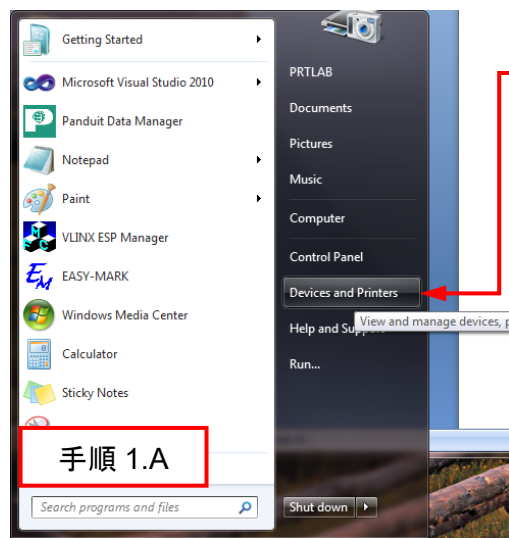 Getting Started
Microsoft Visual Studio 2010
Panduit Data Manager
Notepad
Paint
VLINX ESP Manager
EASY-MARK
Windows Media Center
Calculator
Sticky Notes
手順 1.A
Search programs and files
PRTLAB
Documents
Pictures
Music
Computer
Control Panel
Devices and Printers
View and manage devices, p
Help and Sup
Run...
Shut down